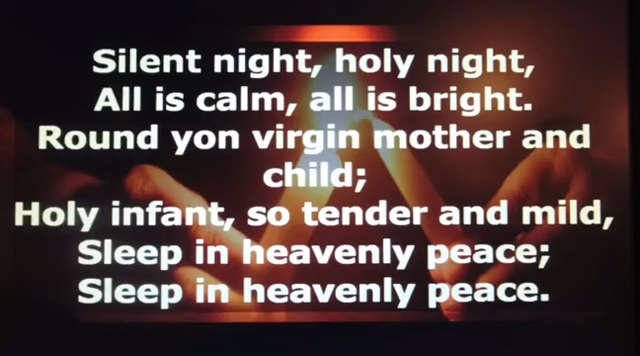 Silent night, holy night,
All is calm, all is bright.
Round yon virgin mother and
child;
Holy infant, so tender and mild,
Sleep in heavenly peace;
Sleep in heavenly peace.